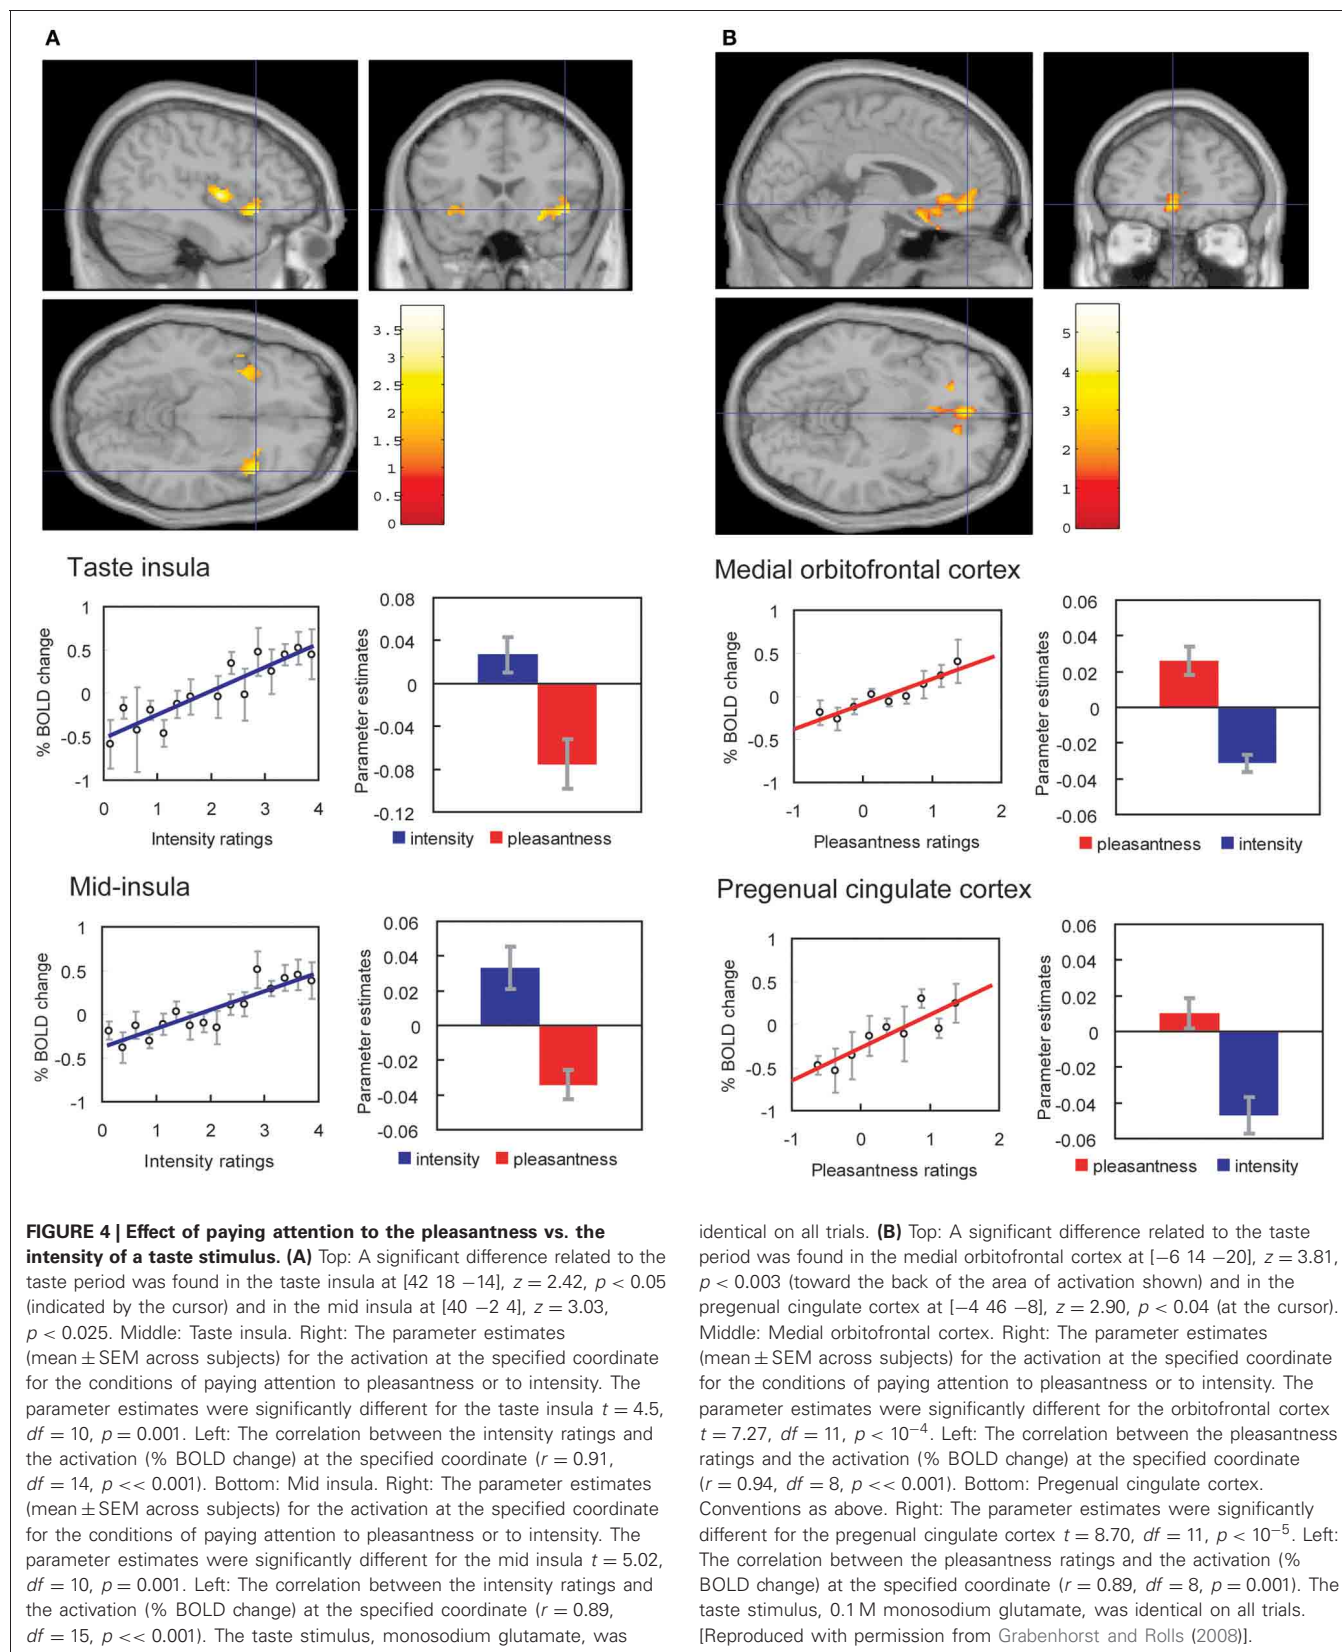 A
B
3.5
3
2.5
2
1.5
1
0.5
0
5
4
3
2
1
0
Taste insula
% BOLD change
1
0.5
0
-0.5
-1
0 1 2 3 4
Intensity ratings
Parameter estimates
0.08
0.04
0
-0.04
-0.08
-0.12
intensity pleasantness
Mid-insula
% BOLD change
1
0.5
0
-0.5
-1
0 1 2 3 4
Intensity ratings
Parameter estimates
0.06
0.04
0.02
0
-0.02
-0.04
-0.06
intensity pleasantness
Medial orbitofrontal cortex
% BOLD change
1
0.5
0
-0.5
-1
-1 0 1 2
Pleasantness ratings
Parameter estimates
0.06
0.04
0.02
0
-0.02
-0.04
-0.06
pleasantness intensity
Pregenual cingulate cortex
% BOLD change
1
0.5
0
-0.5
-1
-1 0 1 2
Pleasantness ratings
Parameter estimates
0.06
0.04
0.02
0
-0.02
-0.04
-0.06
pleasantness intensity
FIGURE 4 | Effect of paying attention to the pleasantness vs. the
intensity of a taste stimulus. (A) Top: A significant difference related to the
taste period was found in the taste insula at [42 18 −14], z = 2.42, p < 0.05
(indicated by the cursor) and in the mid insula at [40 −2 4], z = 3.03,
p < 0.025. Middle: Taste insula. Right: The parameter estimates
(mean ± SEM across subjects) for the activation at the specified coordinate
for the conditions of paying attention to pleasantness or to intensity. The
parameter estimates were significantly different for the taste insula t = 4.5,
df = 10, p = 0.001. Left: The correlation between the intensity ratings and
the activation (% BOLD change) at the specified coordinate (r = 0.91,
df = 14, p << 0.001). Bottom: Mid insula. Right: The parameter estimates
(mean ± SEM across subjects) for the activation at the specified coordinate
for the conditions of paying attention to pleasantness or to intensity. The
parameter estimates were significantly different for the mid insula t = 5.02,
df = 10, p = 0.001. Left: The correlation between the intensity ratings and
the activation (% BOLD change) at the specified coordinate (r = 0.89,
df = 15, p << 0.001). The taste stimulus, monosodium glutamate, was
identical on all trials. (B) Top: A significant difference related to the taste
period was found in the medial orbitofrontal cortex at [−6 14 −20], z = 3.81,
p < 0.003 (toward the back of the area of activation shown) and in the
pregenual cingulate cortex at [−4 46 −8], z = 2.90, p < 0.04 (at the cursor).
Middle: Medial orbitofrontal cortex. Right: The parameter estimates
(mean ± SEM across subjects) for the activation at the specified coordinate
for the conditions of paying attention to pleasantness or to intensity. The
parameter estimates were significantly different for the orbitofrontal cortex
t = 7.27, df = 11, p < 10⁻⁴. Left: The correlation between the pleasantness
ratings and the activation (% BOLD change) at the specified coordinate
(r = 0.94, df = 8, p << 0.001). Bottom: Pregenual cingulate cortex.
Conventions as above. Right: The parameter estimates were significantly
different for the pregenual cingulate cortex t = 8.70, df = 11, p < 10⁻⁵. Left:
The correlation between the pleasantness ratings and the activation (%
BOLD change) at the specified coordinate (r = 0.89, df = 8, p = 0.001). The
taste stimulus, 0.1 M monosodium glutamate, was identical on all trials.
[Reproduced with permission from Grabenhorst and Rolls (2008)].